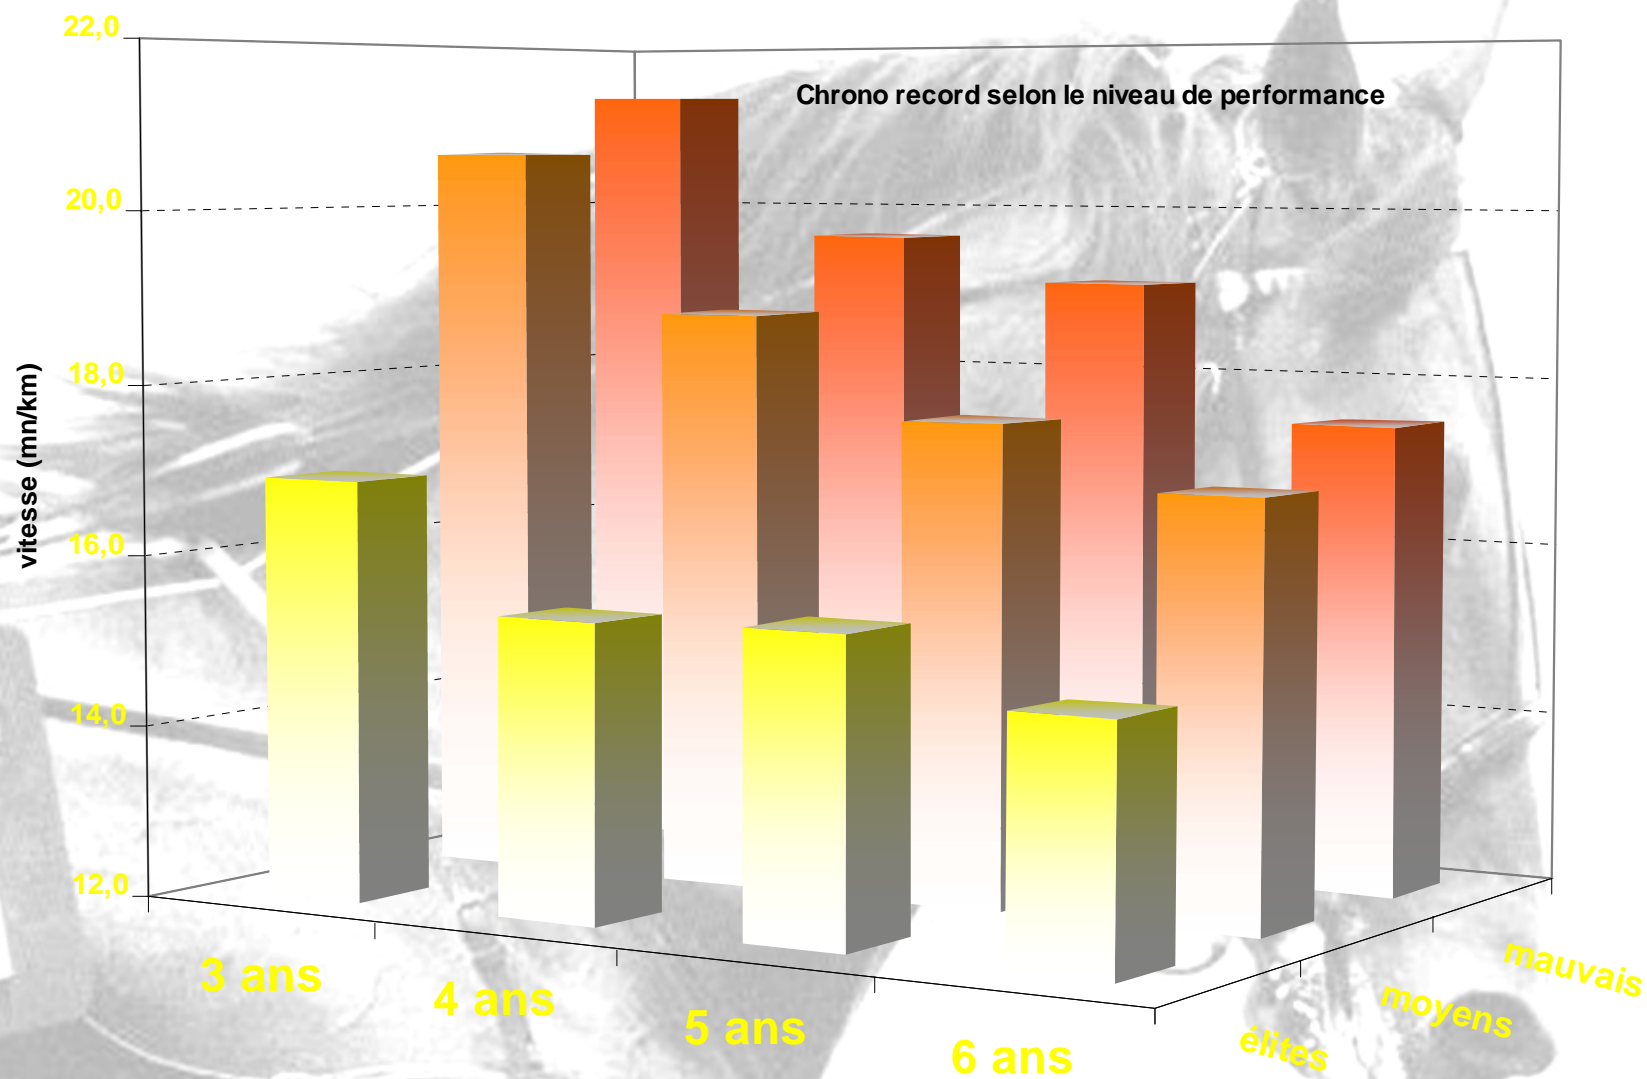 Chrono record selon le niveau de performance
vitesse (mn/km)
22,0
20,0
18,0
16,0
14,0
12,0
3 ans
4 ans
5 ans
6 ans
élites
moyens
mauvais